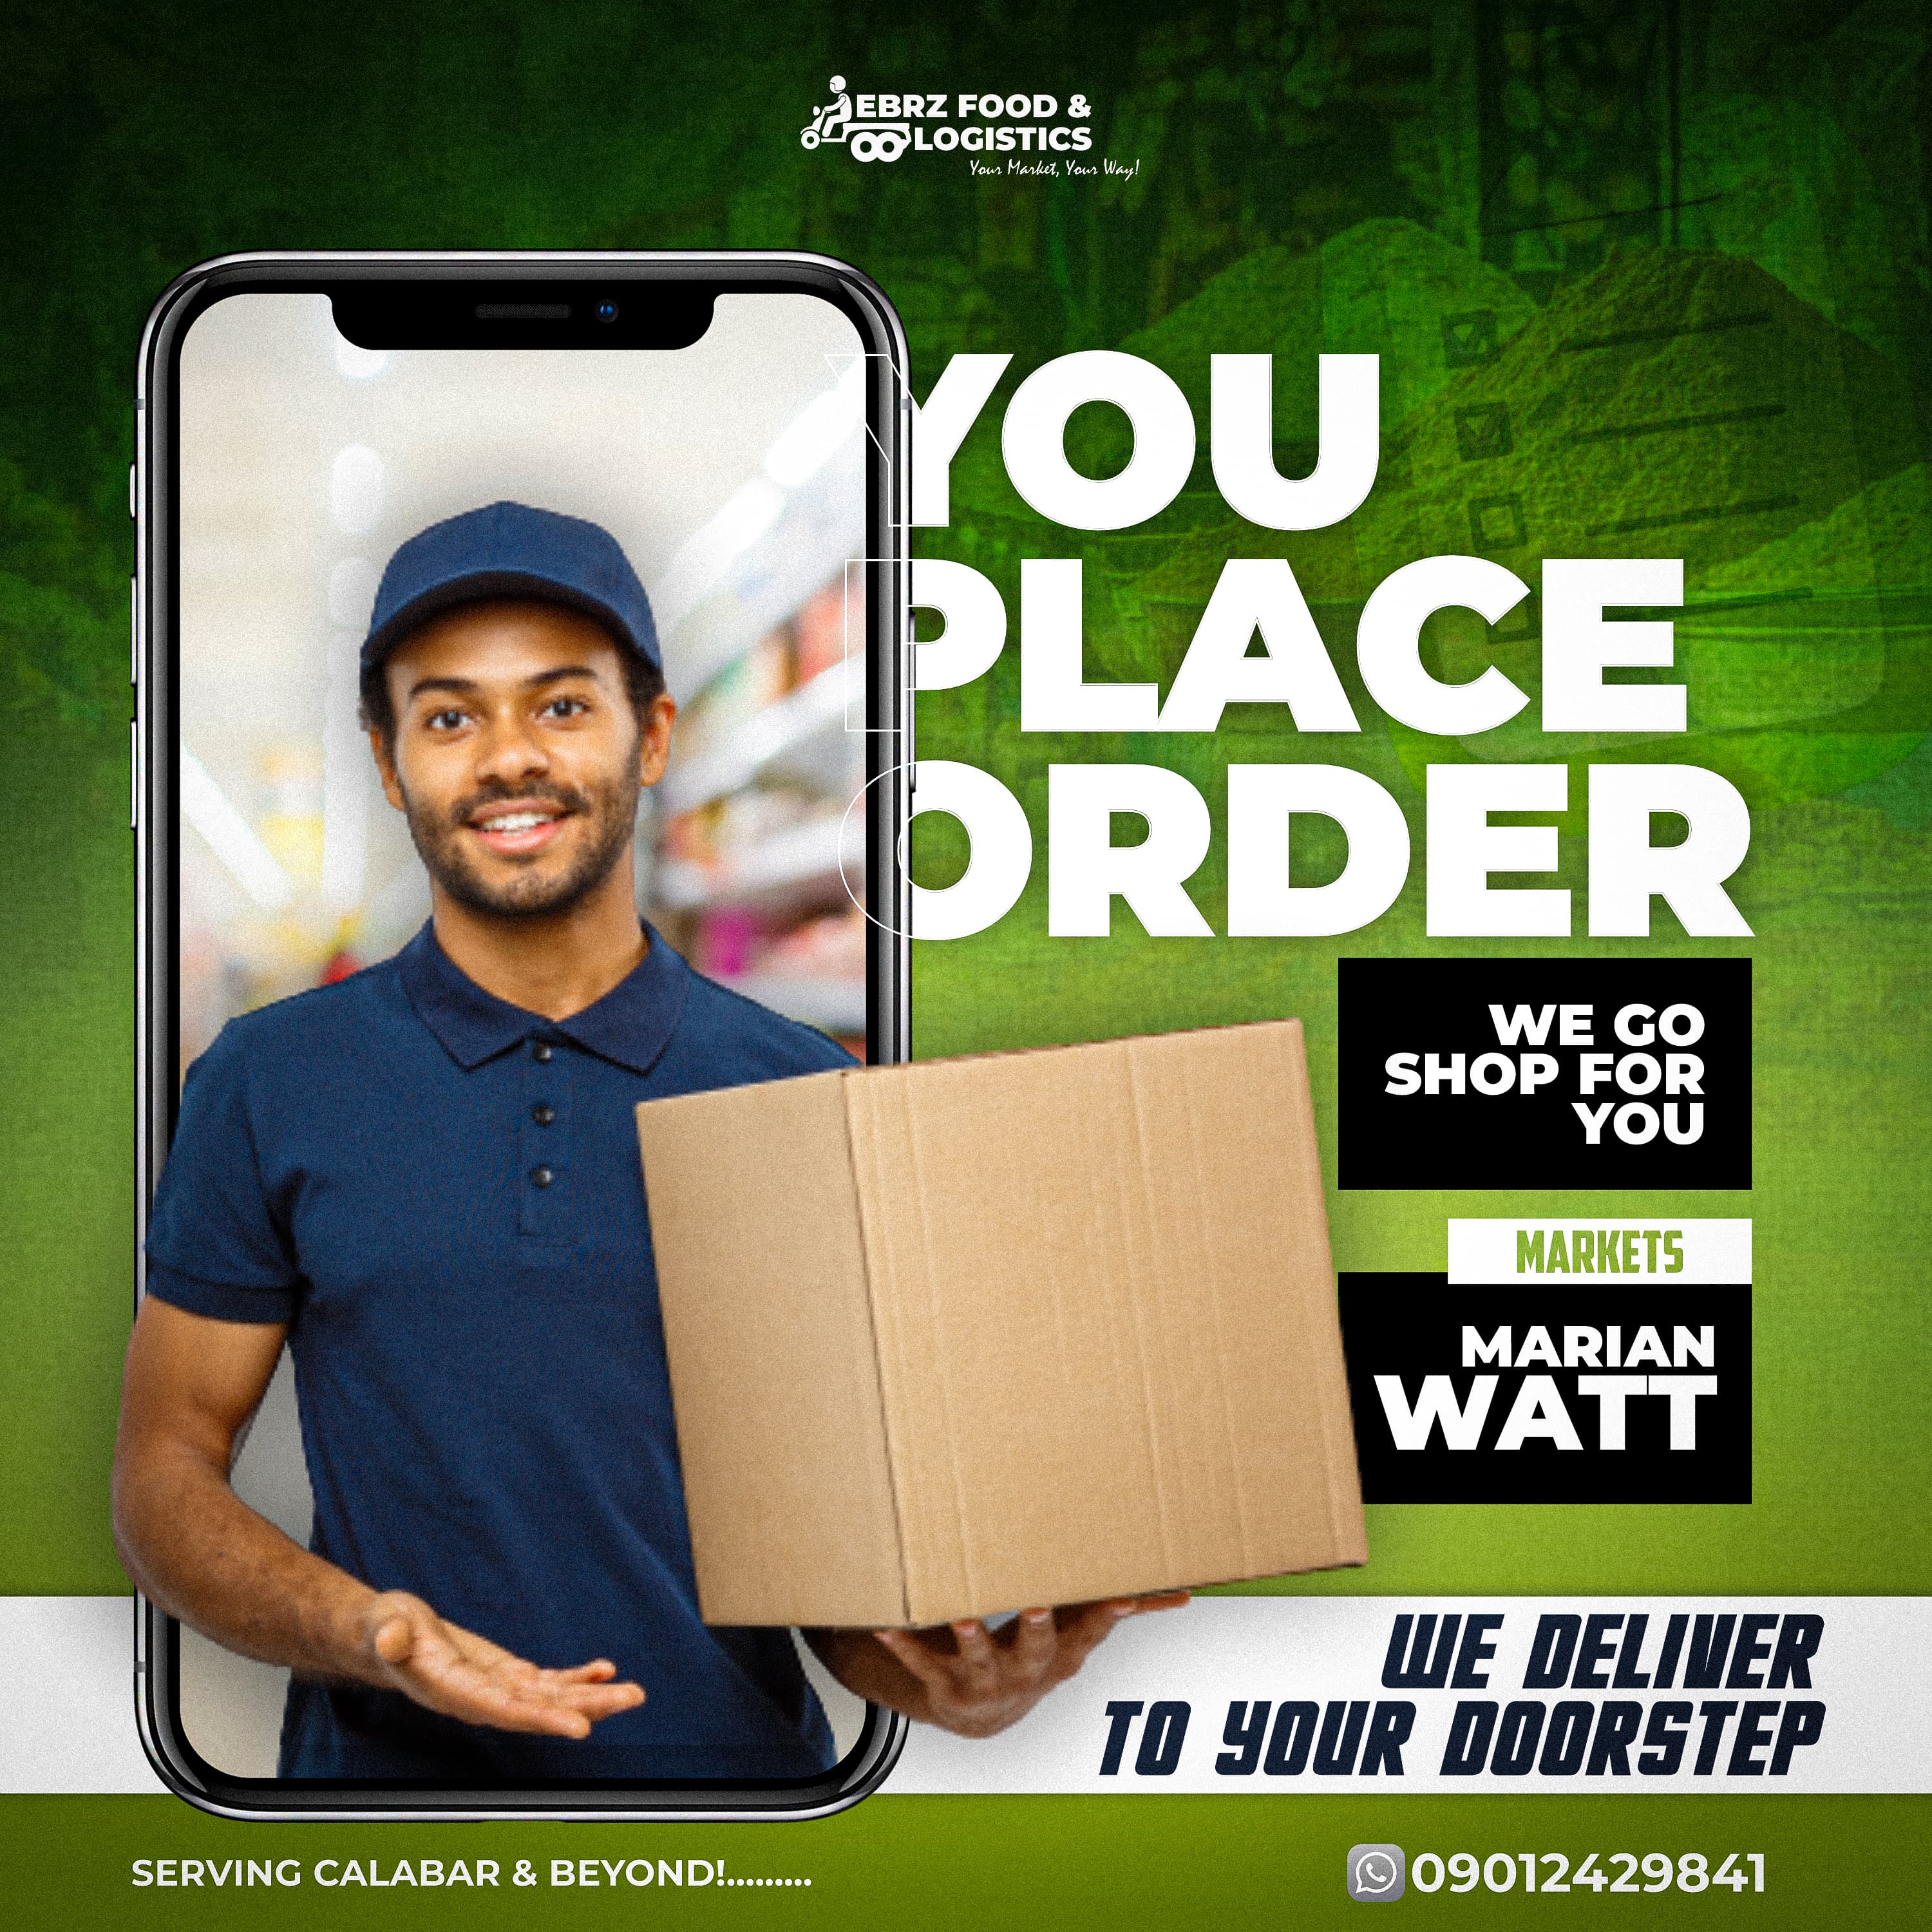 EBRZ FOOD &
LOGISTICS
Your Market, Your Way!
YOU
PLACE
ORDER
WE GO
SHOP FOR
YOU
MARKETS
MARIAN
WATT
WE DELIVER
TO YOUR DOORSTEP
SERVING CALABAR & BEYOND!.........
09012429841